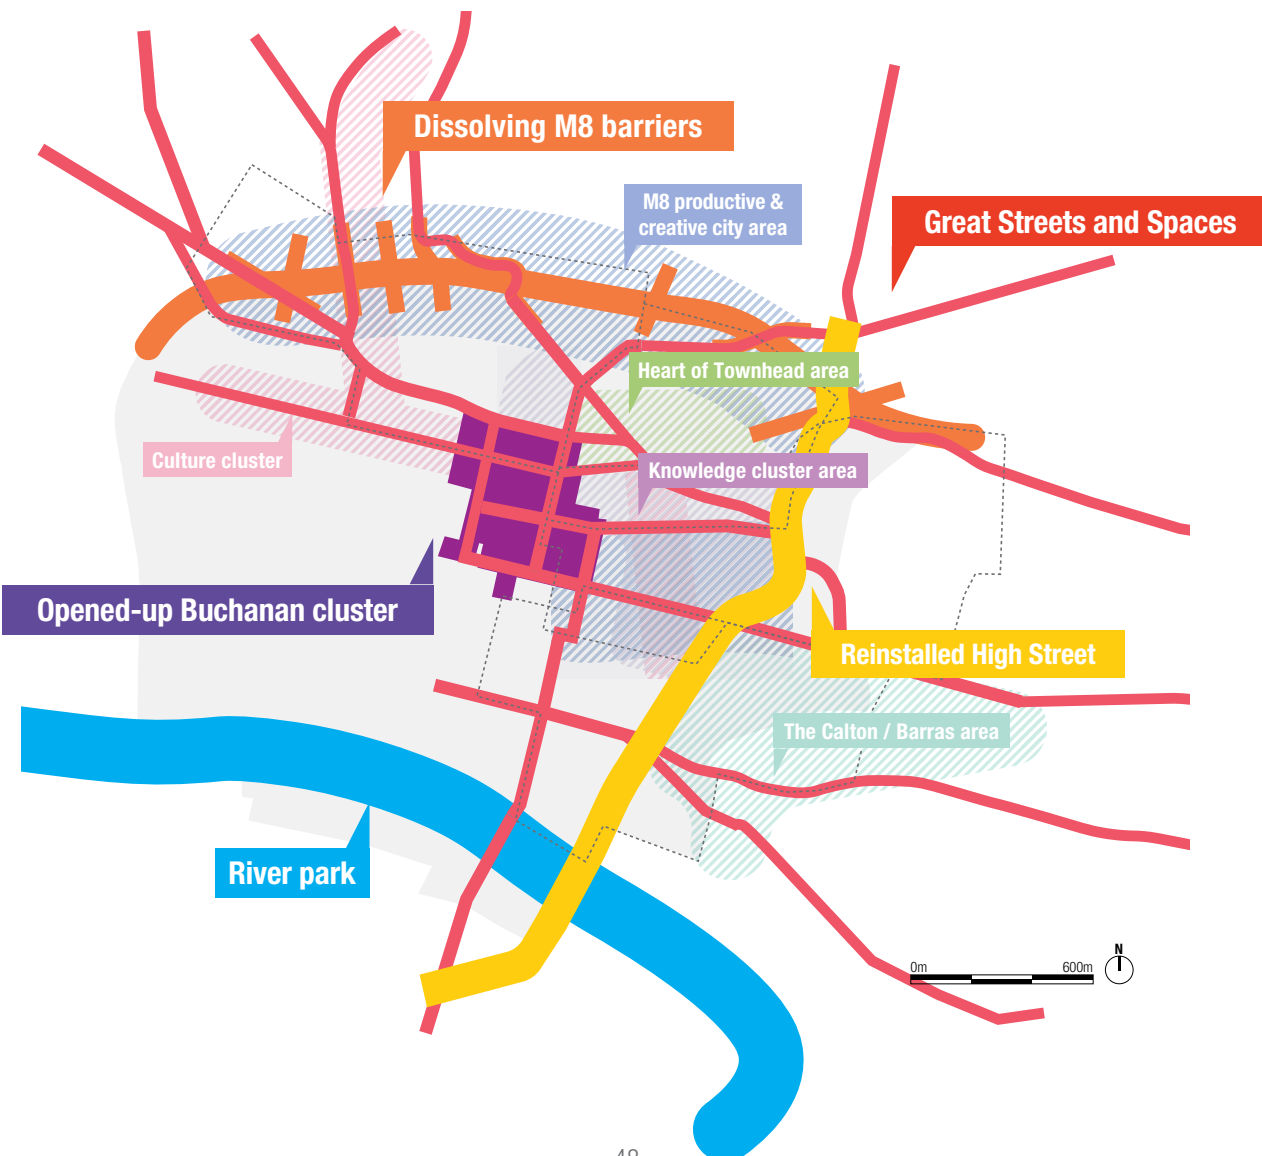 Dissolving M8 barriers
M8 productive &
creative city area
Great Streets and Spaces
Heart of Townhead area
Culture cluster
Knowledge cluster area
Opened-up Buchanan cluster
Reinstalled High Street
The Calton / Barras area
River park
N
0m 600m